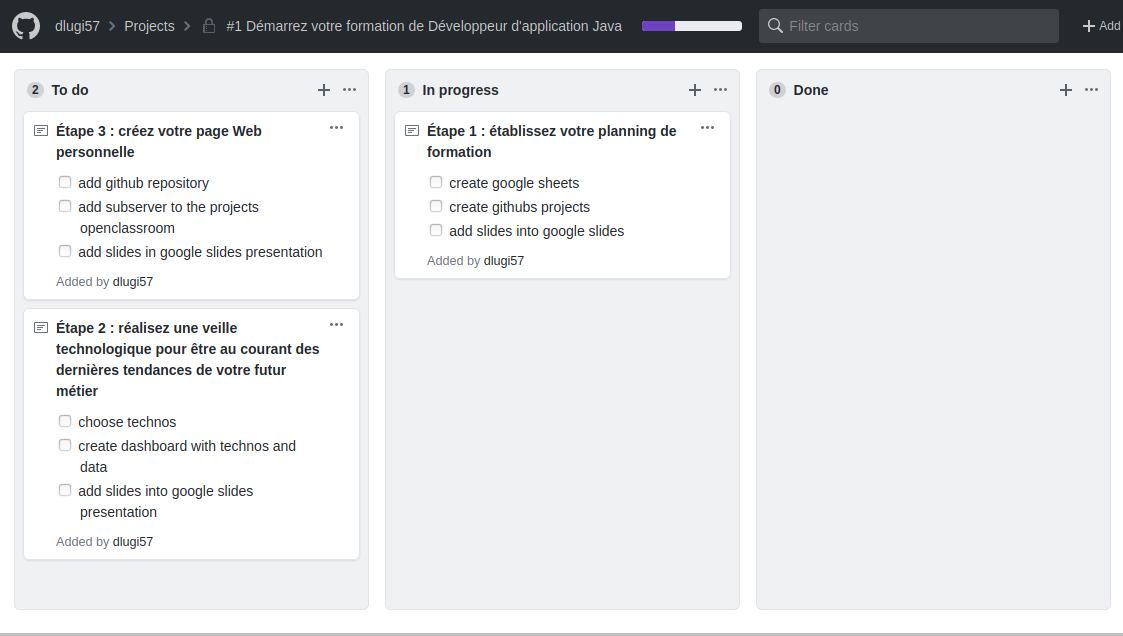 dlugi57 Projects #1 Démarrez votre formation de Développeur d'application Java Filter cards Add
2 To do
Étape 3 : créez votre page Web
personnelle
add github repository
add subserver to the projects
openclassroom
add slides in google slides presentation
Added by dlugi57
Étape 2 : réalisez une veille
technologique pour être au courant des
dernières tendances de votre futur
métier
choose technos
create dashboard with technos and
data
add slides into google slides
presentation
Added by dlugi57
1 In progress
Étape 1 : établissez votre planning de
formation
create google sheets
create githubs projects
add slides into google slides
Added by dlugi57
0 Done